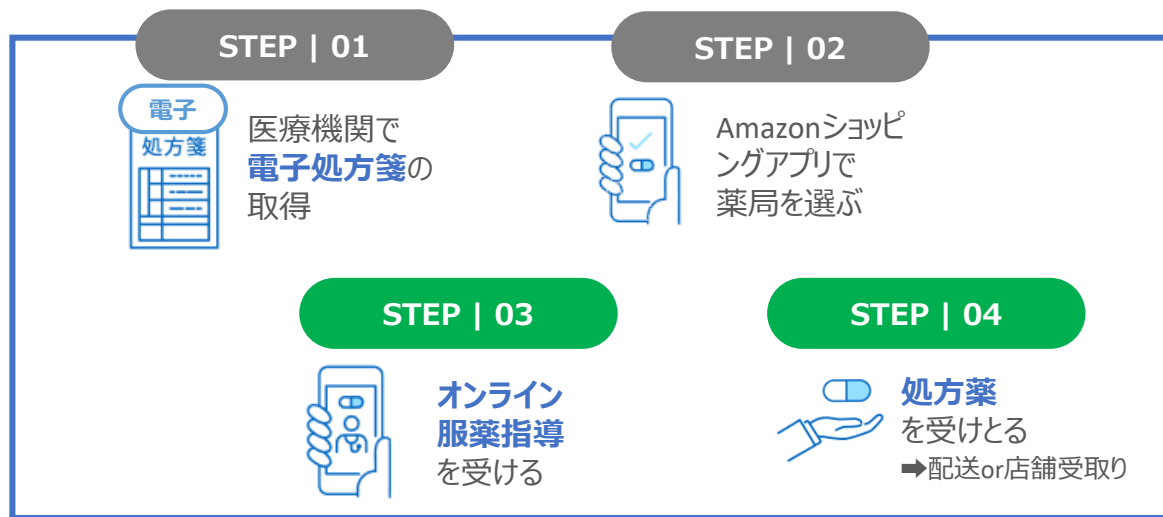 STEP | 01
電子
処方箋
医療機関で
電子処方箋の
取得
STEP | 02
Amazonショッピ
ングアプリで
薬局を選ぶ
STEP | 03
オンライン
服薬指導
を受ける
STEP | 04
処方薬
を受けとる
➡配送or店舗受取り